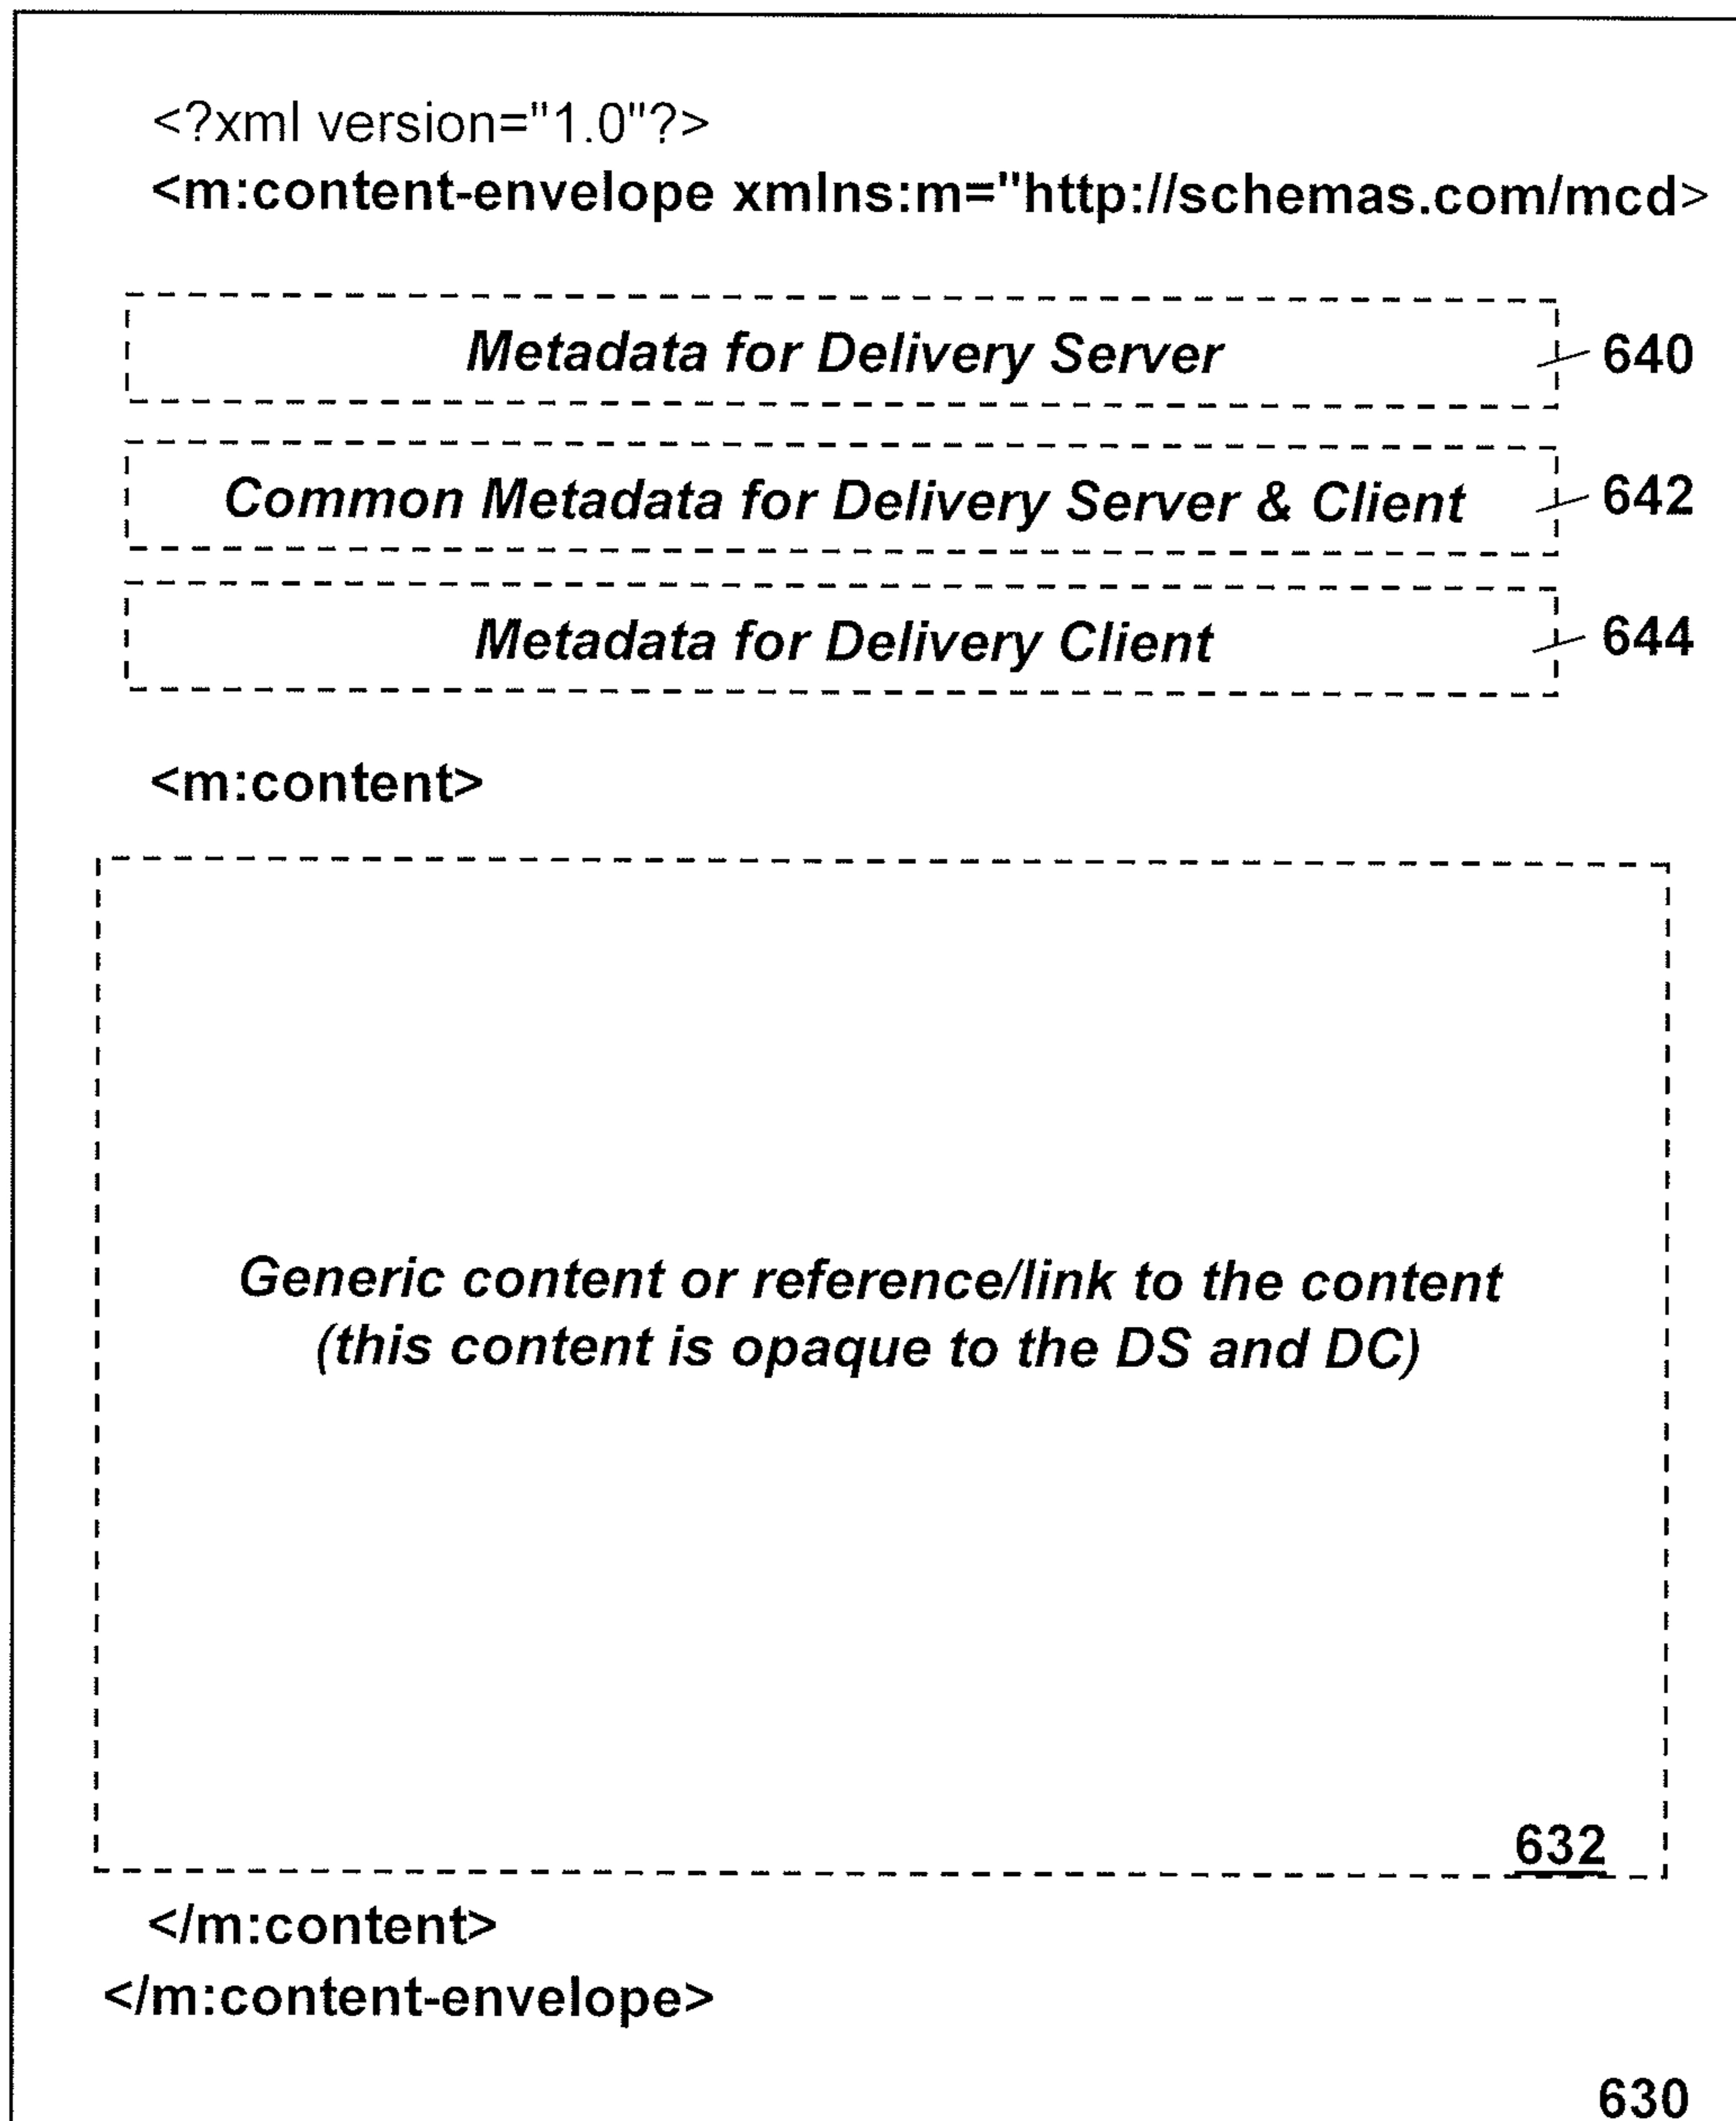 <?xml version="1.0"?>
<m:content-envelope xmlns:m="http://schemas.com/mcd>
Metadata for Delivery Server 640
Common Metadata for Delivery Server & Client 642
Metadata for Delivery Client 644
<m:content>
Generic content or reference/link to the content
(this content is opaque to the DS and DC)
632
</m:content>
</m:content-envelope>
630